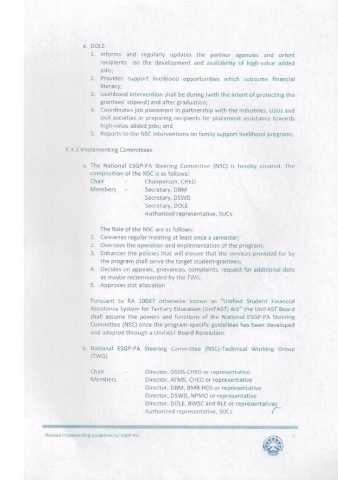 e. DOLE
1. Informs and regularly updates the partner agencies and orient
recipients on the development and availability of high-value added
jobs;
2. Provides support livelihood opportunities which subsume financial
literacy;
3. Livelihood intervention shall be during (with the intent of protecting the
grantees' stipend) and after graduation;
4. Coordinates job placement in partnership with the industries, LGUs and
civil societies in preparing recipients for placement assistance towards
high-value added jobs; and
5. Reports to the NSC interventions on family support livelihood programs.
9.3.2 Implementing Committees
a. The National ESGP-PA Steering Committee (NSC) is hereby created. The
composition of the NSC is as follows:
Chair - Chairperson, CHED
Members - Secretary, DBM
Secretary, DSWD
Secretary, DOLE
Authorized representative, SUCs
The Role of the NSC are as follows:
1. Convenes regular meeting at least once a semester;
2. Oversees the operation and implementation of the program;
3. Enhances the policies that will ensure that the services provided for by
the program shall serve the target student-grantees;
4. Decides on appeals, grievances, complaints, request for additional slots
as maybe recommended by the TWG;
5. Approves slot allocation
Pursuant to RA 10687 otherwise known as "Unified Student Financial
Assistance System for Tertiary Education (UniFAST) Act" the UniFAST Board
shall assume the powers and functions of the National ESGP-PA Steering
Committee (NSC) once the program specific guidelines has been developed
and adopted through a UniFAST Board Resolution.
b. National ESGP-PA Steering Committee (NSC)-Technical Working Group
(TWG)
Chair - Director, OSDS-CHED or representative
Members - Director, AFMS, CHED or representative
Director, DBM, BMB-HDS or representative
Director, DSWD, NPMO or representative
Director, DOLE, BWSC and BLE or representatives
Authorized representative, SUCs
Revised Implementing Guidelines for ESGP-PA